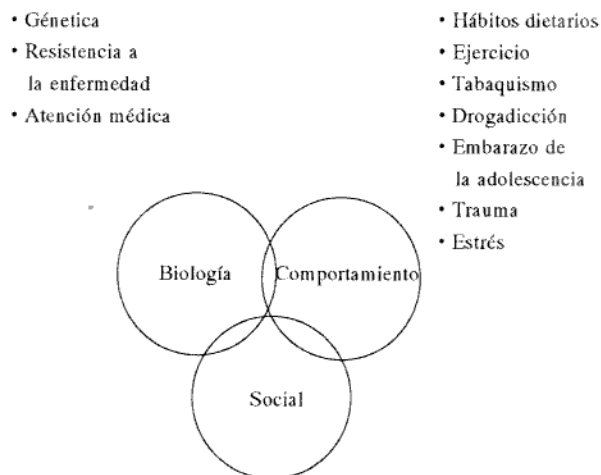 • Génetica
• Resistencia a
la enfermedad
• Atención médica
• Hábitos dietarios
• Ejercicio
• Tabaquismo
• Drogadicción
• Embarazo de
la adolescencia
• Trauma
• Estrés
Biología
Comportamiento
Social